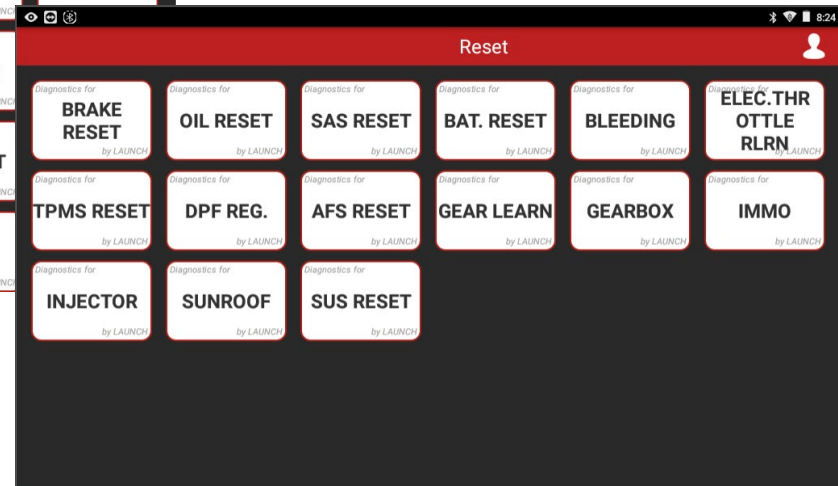 8:24
Reset
Diagnostics for
BRAKE
RESET
by LAUNCH
Diagnostics for
OIL RESET
by LAUNCH
Diagnostics for
SAS RESET
by LAUNCH
Diagnostics for
BAT. RESET
by LAUNCH
Diagnostics for
BLEEDING
by LAUNCH
Diagnostics for
ELEC.THR
OTTLE
RLRN
by LAUNCH
Diagnostics for
TPMS RESET
by LAUNCH
Diagnostics for
DPF REG.
by LAUNCH
Diagnostics for
AFS RESET
by LAUNCH
Diagnostics for
GEAR LEARN
by LAUNCH
Diagnostics for
GEARBOX
by LAUNCH
Diagnostics for
IMMO
by LAUNCH
Diagnostics for
INJECTOR
by LAUNCH
Diagnostics for
SUNROOF
by LAUNCH
Diagnostics for
SUS RESET
by LAUNCH